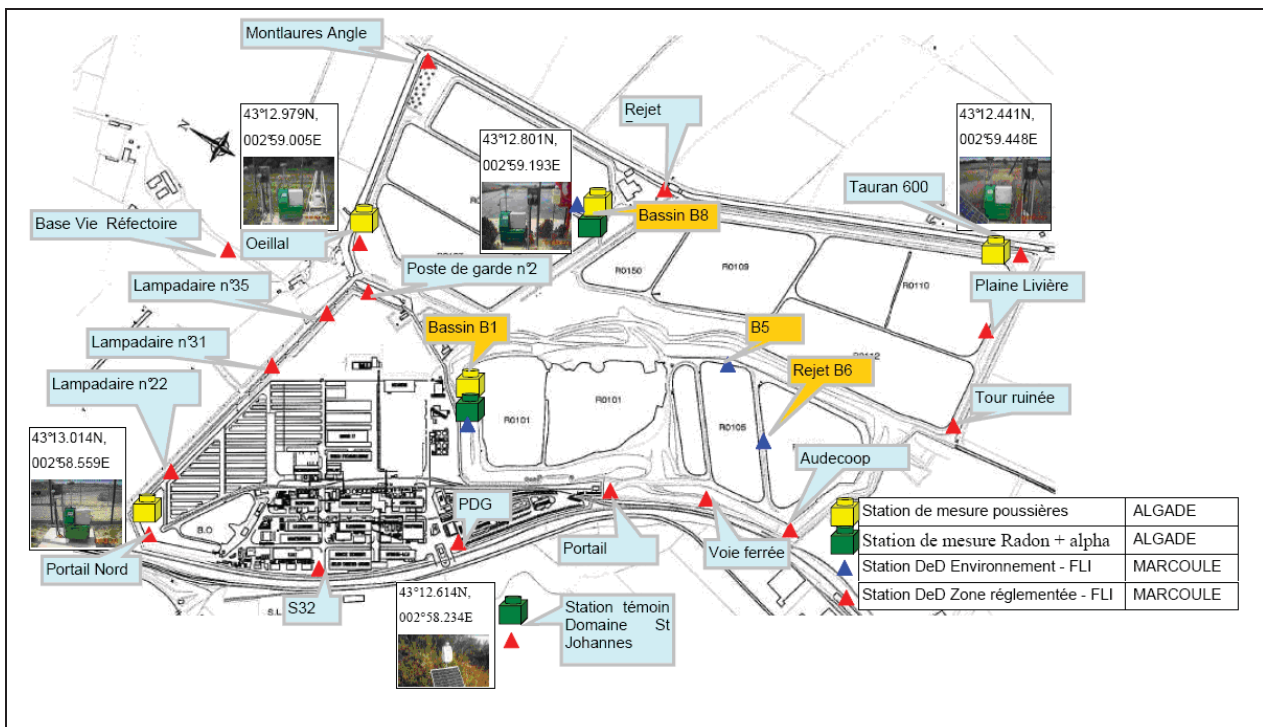 Montlaures Angle
Rejet
43°12.979N,
002°59.005E
43°12.801N,
002°59.193E
43°12.441N,
002°59.448E
N
Tauran 600
Base Vie Réfectoire
Oeillal
Bassin B8
Poste de garde n°2
R0150
R0109
R0110
Plaine Livière
Lampadaire n°35
Bassin B1
B5
Lampadaire n°31
Rejet B6
Lampadaire n°22
R0101
R0101
R0105
Tour ruinée
43°13.014N,
002°58.559E
Audecoop
PDG
S.O
Portail Nord
Portail
Voie ferrée
S32
Station de mesure poussières
ALGADE
Station de mesure Radon + alpha
ALGADE
Station DeD Environnement - FLI
MARCOULE
Station DeD Zone réglementée - FLI
MARCOULE
43°12.614N,
002°58.234E
Station témoin
Domaine St
Johannes